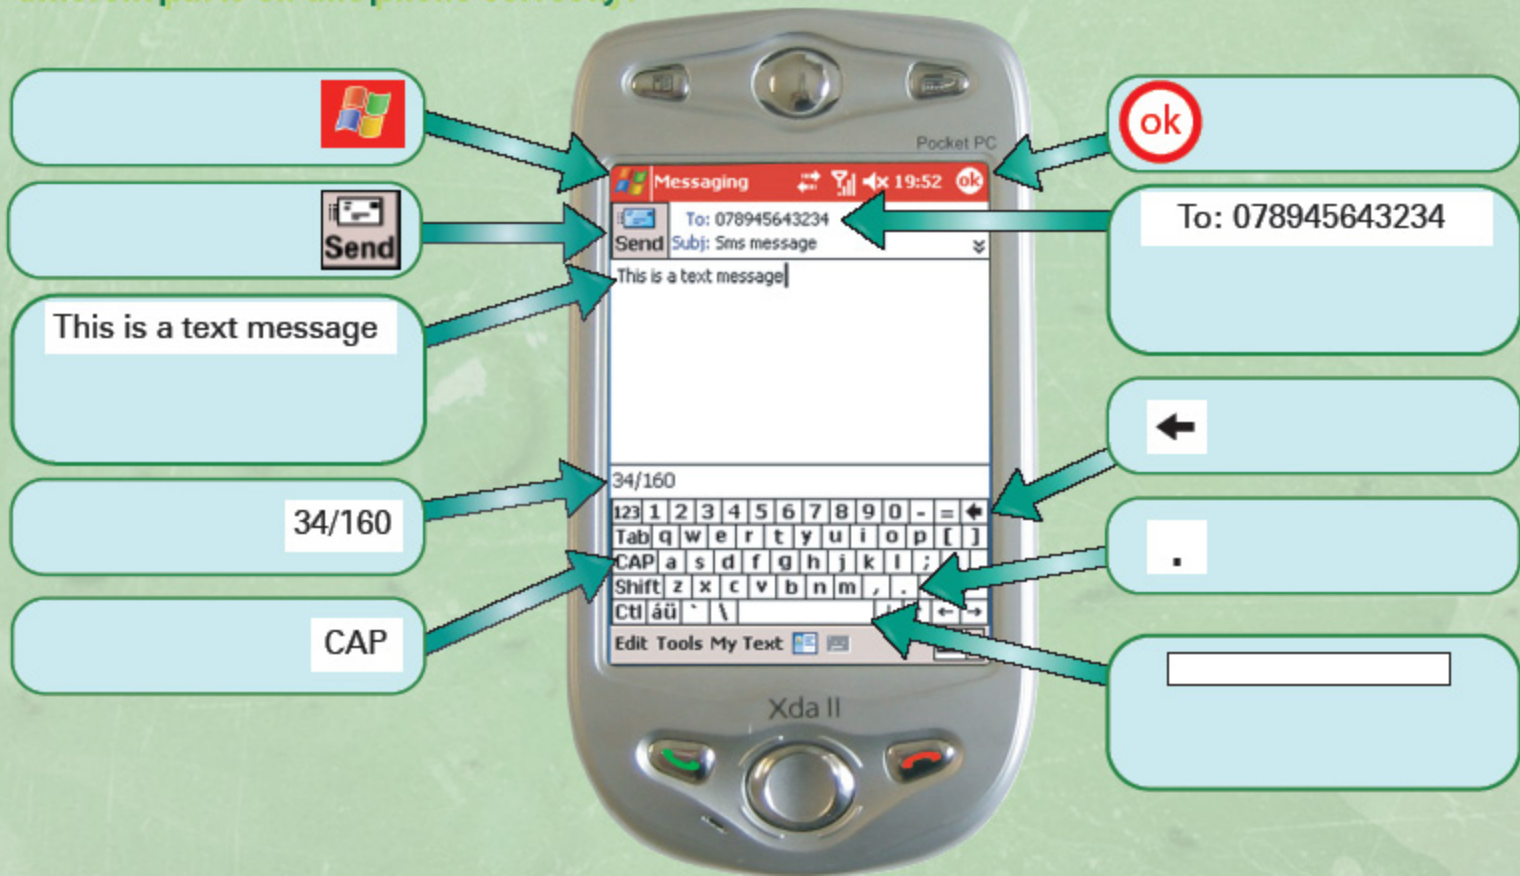 Send
This is a text message
34/160
CAP
Pocket PC
Messaging
19:52
ok
Send
To: 078945643234
Subj: Sms message
This is a text message
34/160
123 1 2 3 4 5 6 7 8 9 0 - =
Tab q w e r t y u i o p [ ]
CAP a s d f g h j k l ;
Shift z x c v b n m , .
Ctl áü ` \
Edit Tools My Text
Xda II
ok
To: 078945643234
.